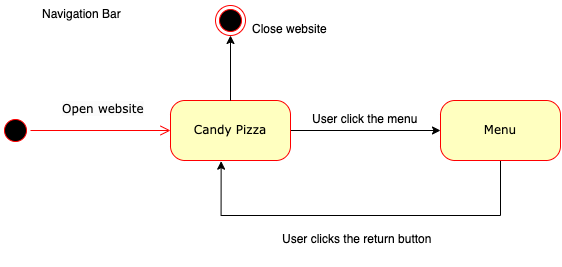 Navigation Bar
Close website
Open website
Candy Pizza
User click the menu
Menu
User clicks the return button